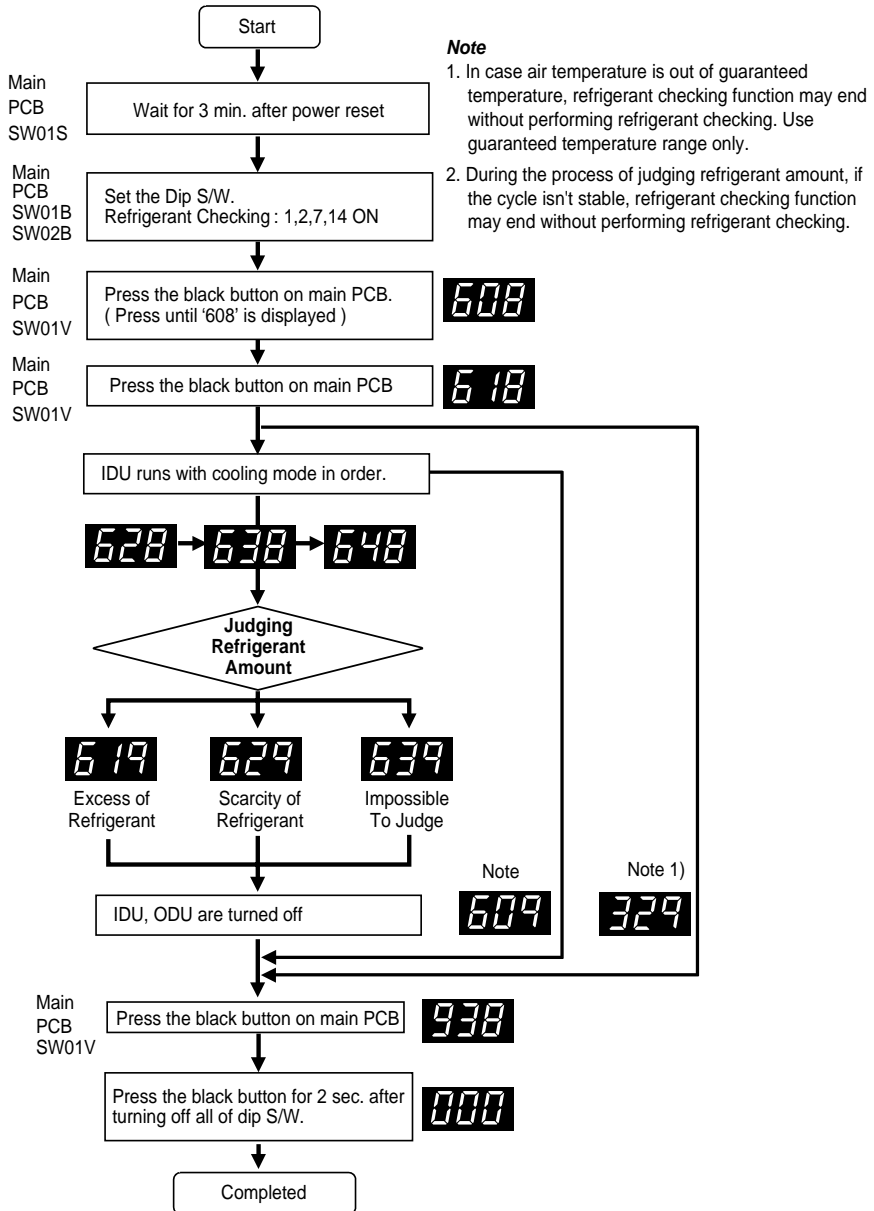 Start
Note
1. In case air temperature is out of guaranteed
temperature, refrigerant checking function may end
without performing refrigerant checking. Use
guaranteed temperature range only.
2. During the process of judging refrigerant amount, if
the cycle isn't stable, refrigerant checking function
may end without performing refrigerant checking.
Main
PCB
SW01S
Wait for 3 min. after power reset
Main
PCB
SW01B
SW02B
Set the Dip S/W.
Refrigerant Checking : 1,2,7,14 ON
Main
PCB
SW01V
Press the black button on main PCB.
( Press until '608' is displayed )
608
Main
PCB
SW01V
Press the black button on main PCB
618
IDU runs with cooling mode in order.
628 638 648
Judging
Refrigerant
Amount
619 629 639
Excess of
Refrigerant
Scarcity of
Refrigerant
Impossible
To Judge
Note
609
Note 1)
329
IDU, ODU are turned off
Main
PCB
SW01V
Press the black button on main PCB
938
Press the black button for 2 sec. after
turning off all of dip S/W.
000
Completed